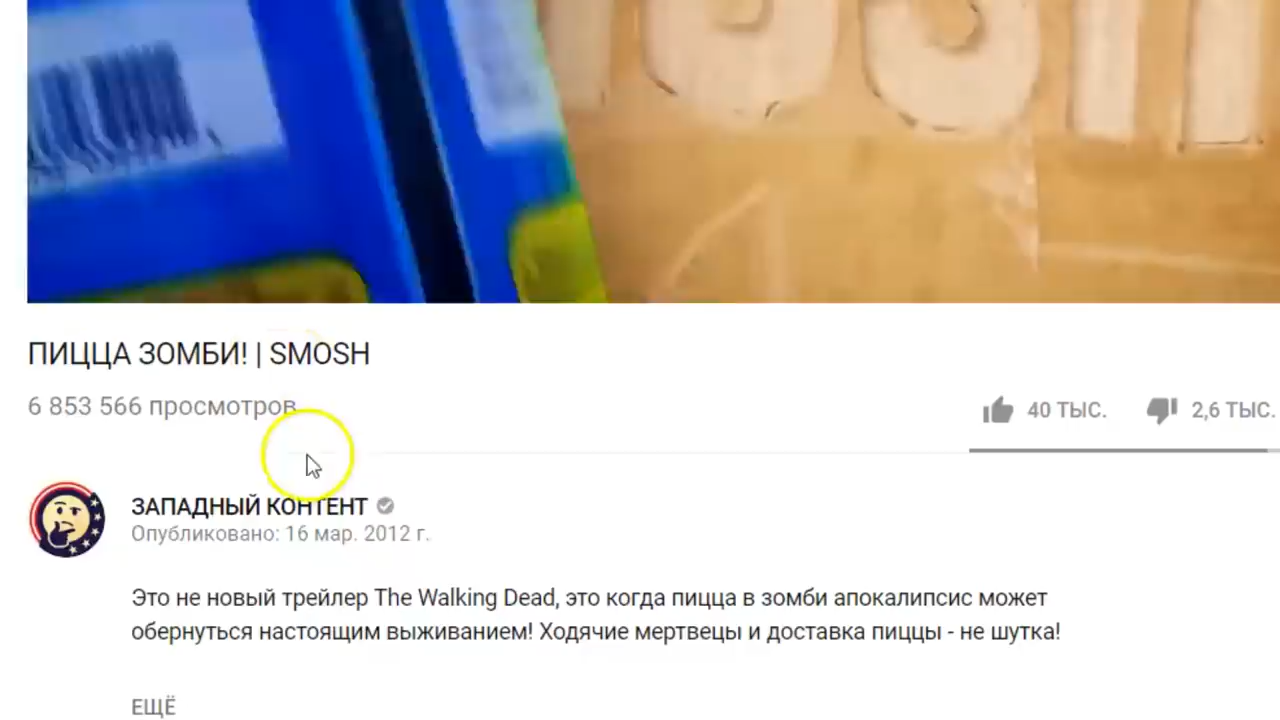 ПИЦЦА ЗОМБИ! | SMOSH
6 853 566 просмотров
40 ТЫС.
2,6 ТЫС.
ЗАПАДНЫЙ КОНТЕНТ
Опубликовано: 16 мар. 2012 г.
Это не новый трейлер The Walking Dead, это когда пицца в зомби апокалипсис может
обернуться настоящим выживанием! Ходячие мертвецы и доставка пиццы - не шутка!
ЕЩЁ